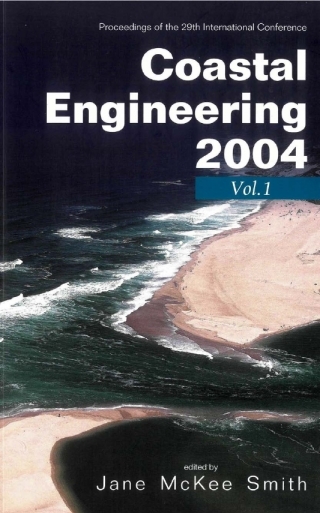 Proceedings of the 29th International Conference
Coastal
Engineering
2004
Vol.1
edited by
Jane McKee Smith